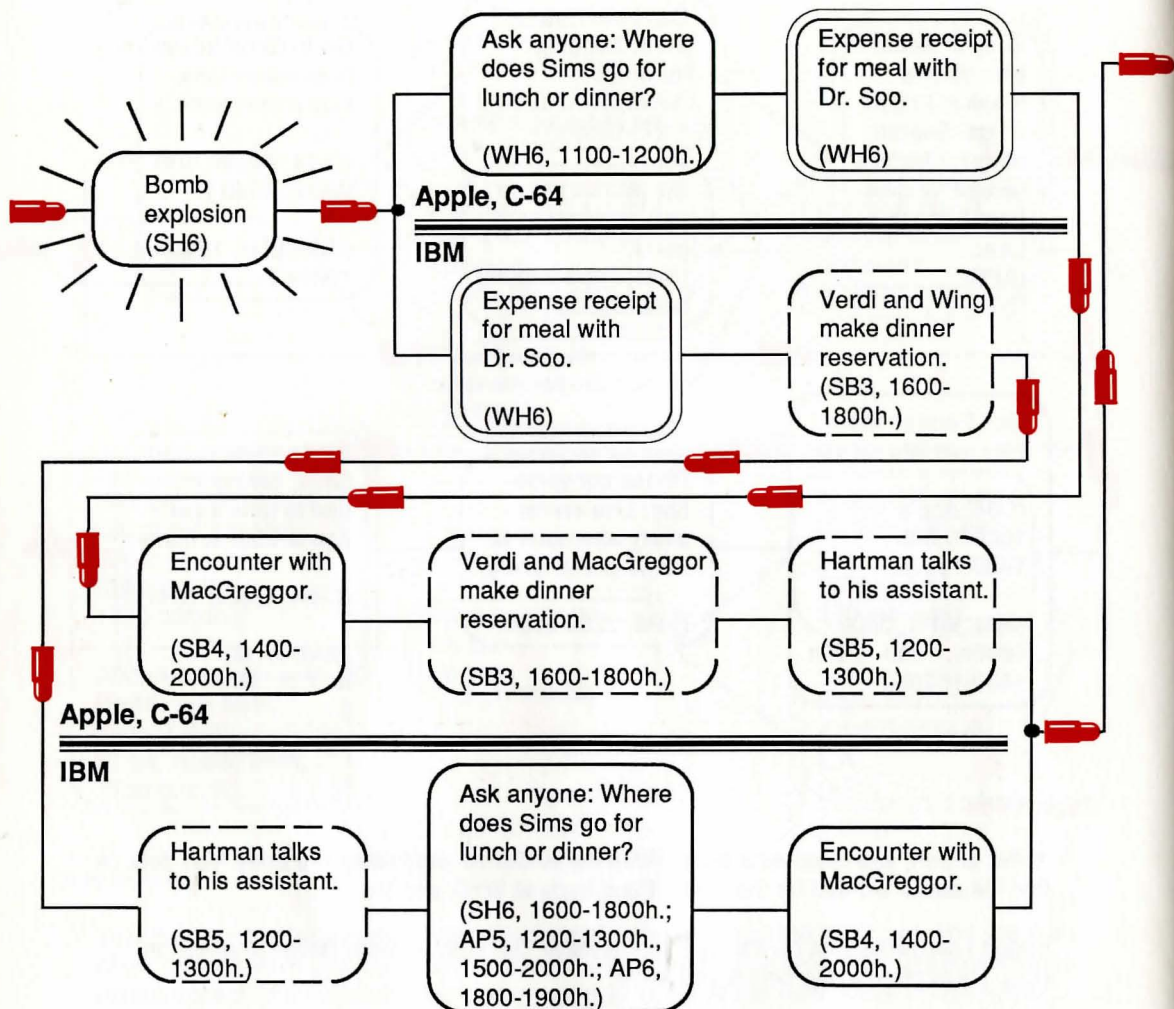 Ask anyone: Where
does Sims go for
lunch or dinner?
(WH6, 1100-1200h.)
Expense receipt
for meal with
Dr. Soo.
(WH6)
Bomb
explosion
(SH6)
Apple, C-64
IBM
Expense receipt
for meal with
Dr. Soo.
(WH6)
Verdi and Wing
make dinner
reservation.
(SB3, 1600-
1800h.)
Encounter with
MacGreggor.
(SB4, 1400-
2000h.)
Verdi and MacGreggor
make dinner
reservation.
(SB3, 1600-1800h.)
Hartman talks
to his assistant.
(SB5, 1200-
1300h.)
Apple, C-64
IBM
Hartman talks
to his assistant.
(SB5, 1200-
1300h.)
Ask anyone: Where
does Sims go for
lunch or dinner?
(SH6, 1600-1800h.;
AP5, 1200-1300h.,
1500-2000h.; AP6,
1800-1900h.)
Encounter with
MacGreggor.
(SB4, 1400-
2000h.)